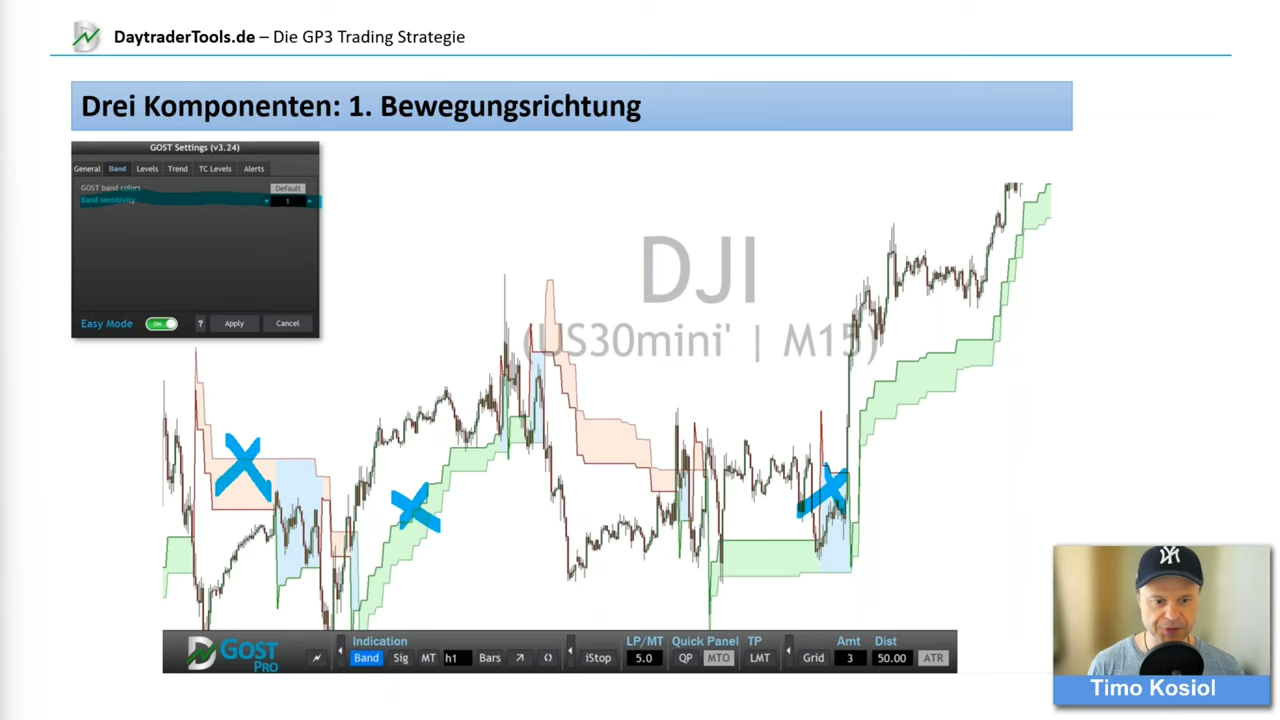 DaytraderTools.de – Die GP3 Trading Strategie
Drei Komponenten: 1. Bewegungsrichtung
GOST Settings (v3.24)
General Band Levels Trend TC Levels Alerts
GOST band colors Default
Band sensitivity 1
Easy Mode ON ? Apply Cancel
DJI
(US30mini' | M15)
GOST PRO
Indication LP/MT Quick Panel TP Amt Dist
Band Sig MT h1 Bars iStop 5.0 QP MTO LMT Grid 3 50.00 ATR
NY
Timo Kosiol